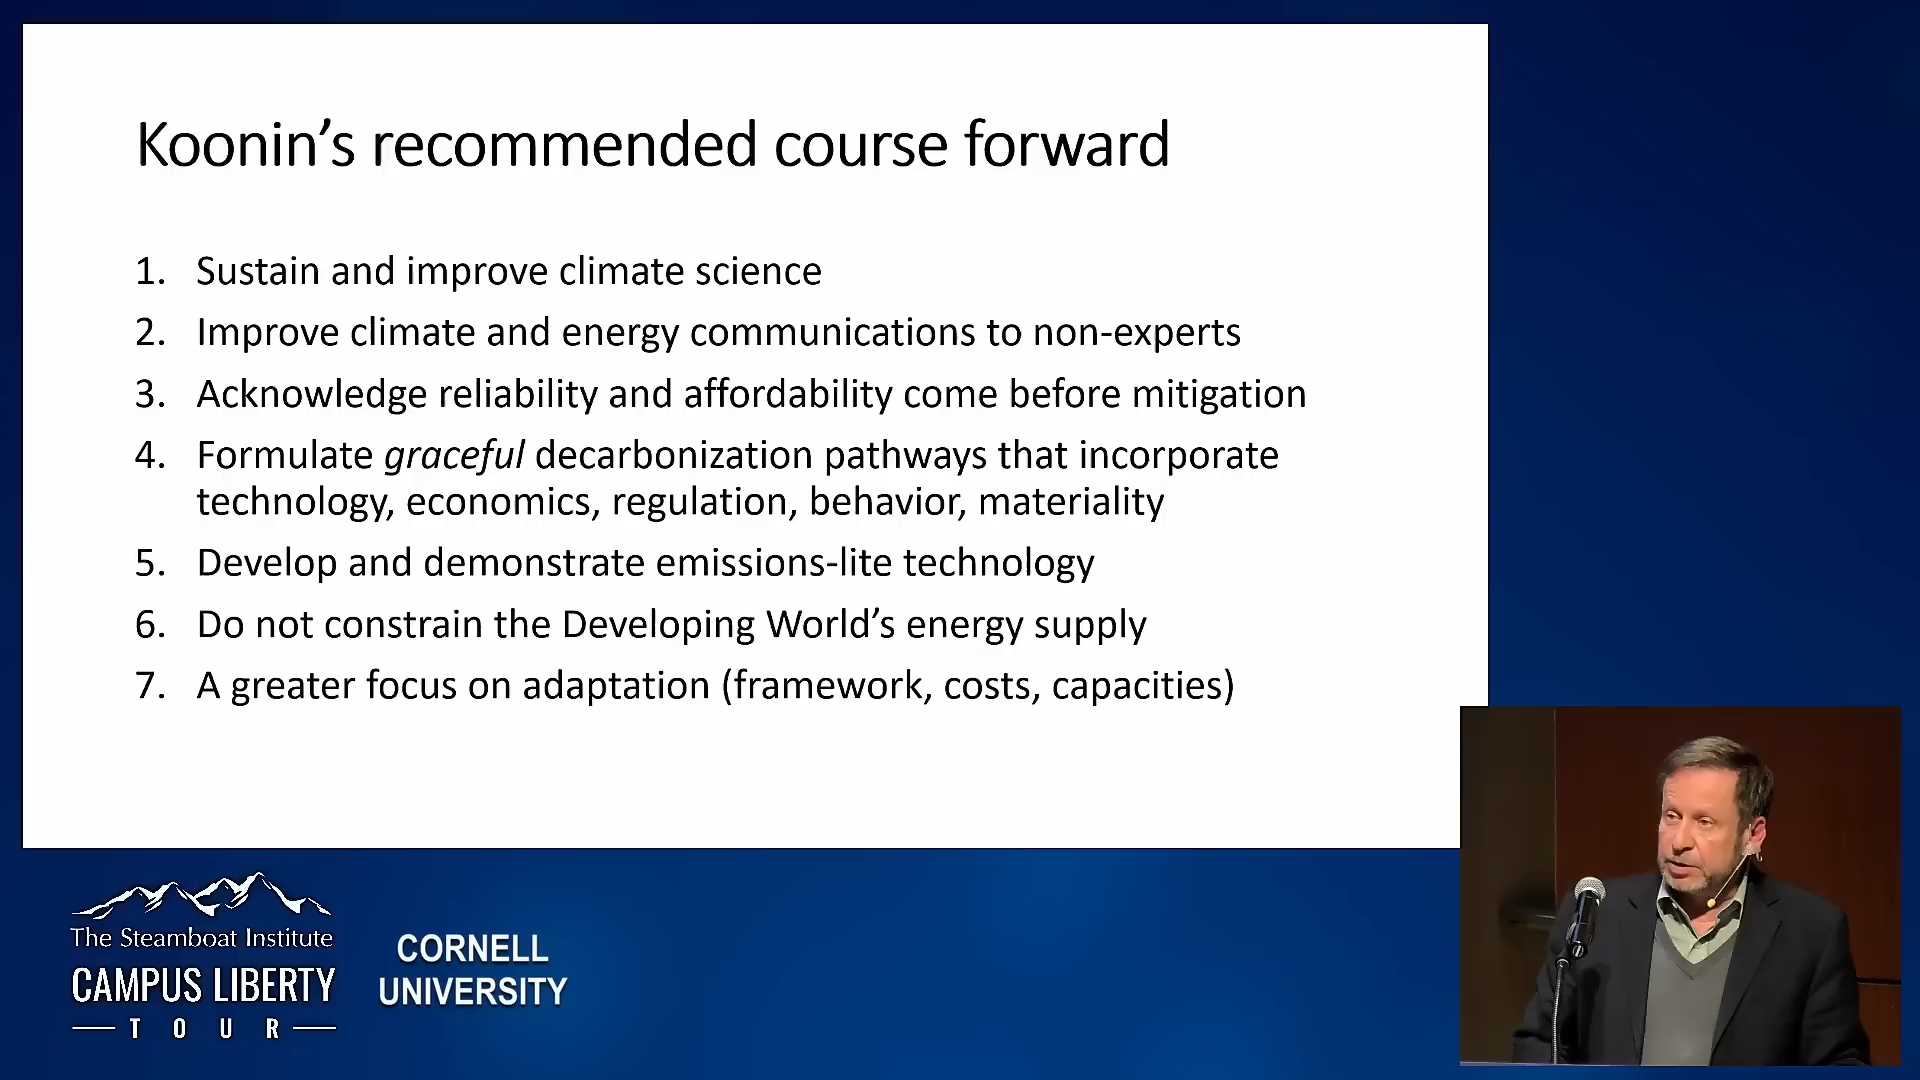 Koonin’s recommended course forward
1. Sustain and improve climate science
2. Improve climate and energy communications to non-experts
3. Acknowledge reliability and affordability come before mitigation
4. Formulate graceful decarbonization pathways that incorporate
technology, economics, regulation, behavior, materiality
5. Develop and demonstrate emissions-lite technology
6. Do not constrain the Developing World’s energy supply
7. A greater focus on adaptation (framework, costs, capacities)
The Steamboat Institute
CAMPUS LIBERTY
TOUR
CORNELL
UNIVERSITY